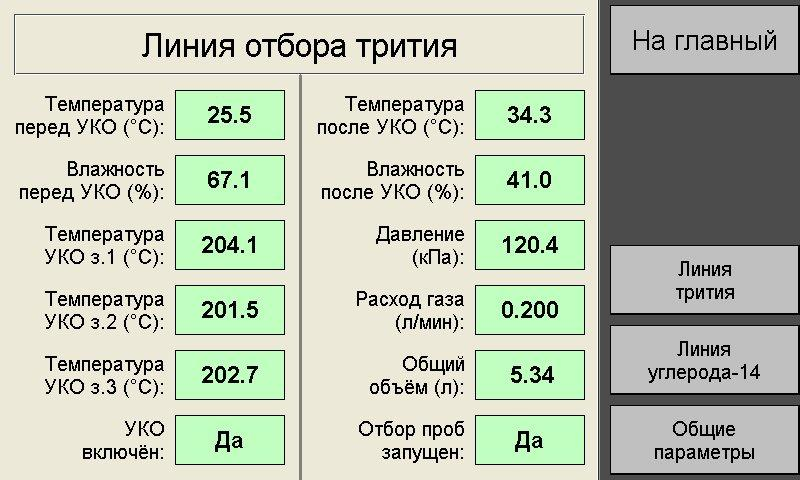 Линия отбора трития
Температура
перед УКО (°C):
25.5
Влажность
перед УКО (%):
67.1
Температура
УКО з.1 (°C):
204.1
Температура
УКО з.2 (°C):
201.5
Температура
УКО з.3 (°C):
202.7
УКО
включён:
Да
Температура
после УКО (°C):
34.3
Влажность
после УКО (%):
41.0
Давление
(кПа):
120.4
Расход газа
(л/мин):
0.200
Общий
объём (л):
5.34
Отбор проб
запущен:
Да
На главный
Линия
трития
Линия
углерода-14
Общие
параметры